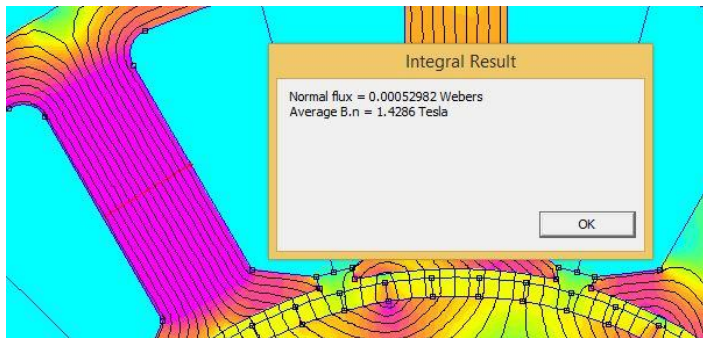 Integral Result
Normal flux = 0.00052982 Webers
Average B.n = 1.4286 Tesla
OK